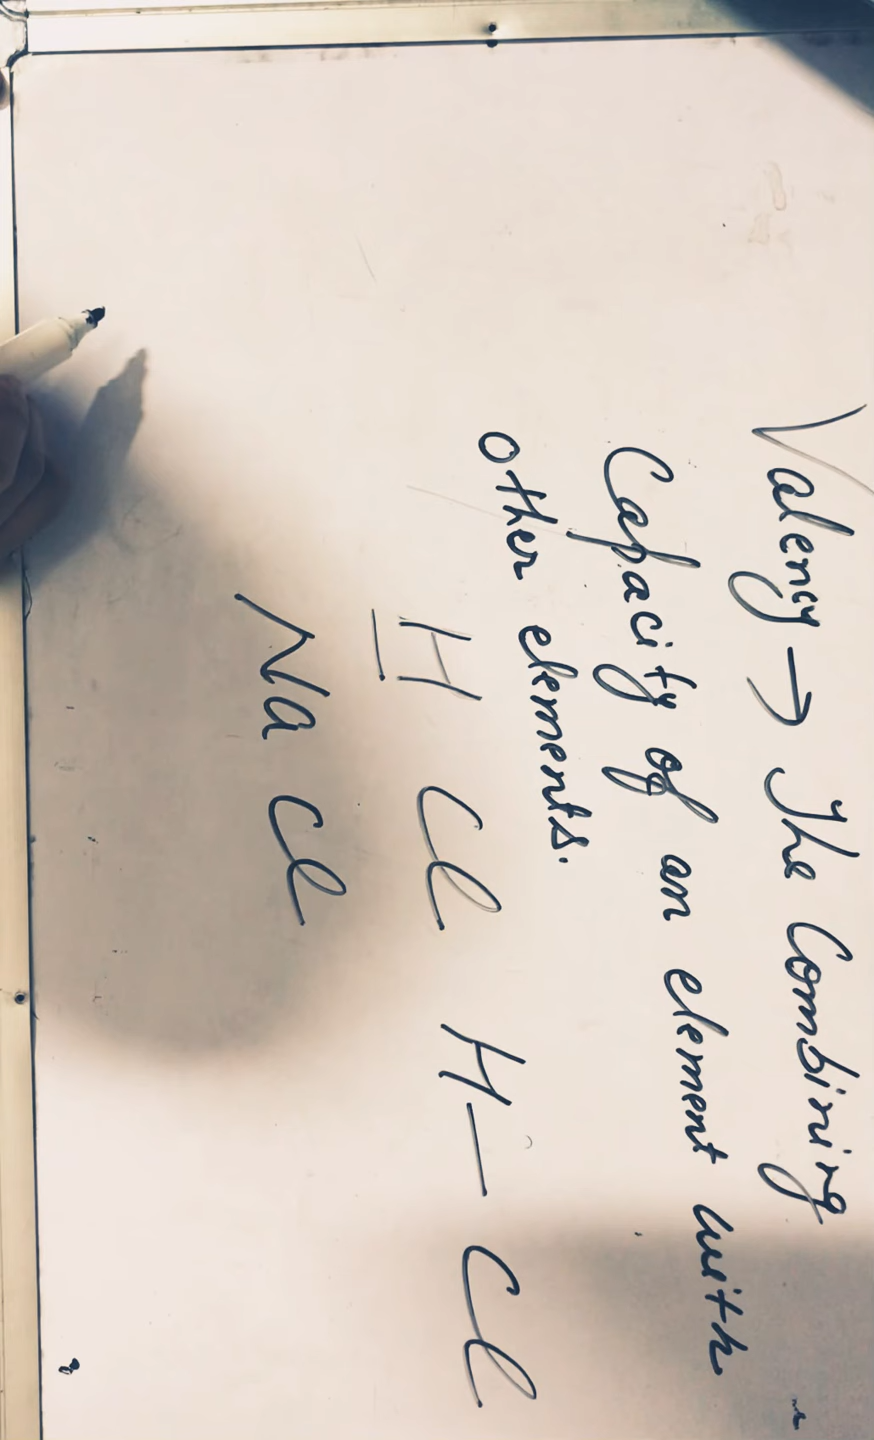 Valency → The Combining
Capacity of an element with
other elements.
H Cl H-Cl
Na Cl